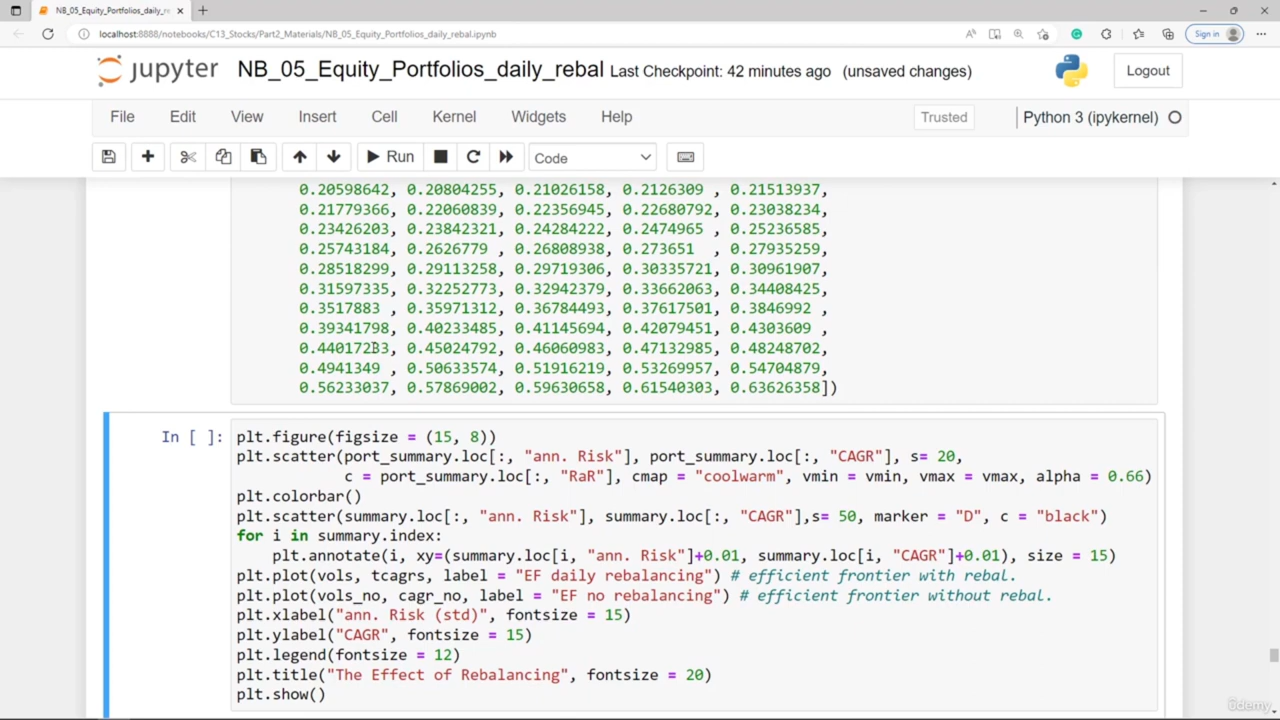 NB_05_Equity_Portfolios_daily_re
localhost:8888/notebooks/C13_Stocks/Part2_Materials/NB_05_Equity_Portfolios_daily_rebal.ipynb
Sign in
jupyter NB_05_Equity_Portfolios_daily_rebal Last Checkpoint: 42 minutes ago (unsaved changes)
Logout
File Edit View Insert Cell Kernel Widgets Help Trusted Python 3 (ipykernel)
Run Code
0.20598642, 0.20804255, 0.21026158, 0.2126309 , 0.21513937,
0.21779366, 0.22060839, 0.22356945, 0.22680792, 0.23038234,
0.23426203, 0.23842321, 0.24284222, 0.2474965 , 0.25236585,
0.25743184, 0.2626779 , 0.26808938, 0.273651 , 0.27935259,
0.28518299, 0.29113258, 0.29719306, 0.30335721, 0.30961907,
0.31597335, 0.32252773, 0.32942379, 0.33662063, 0.34408425,
0.3517883 , 0.35971312, 0.36784493, 0.37617501, 0.3846992 ,
0.39341798, 0.40233485, 0.41145694, 0.42079451, 0.4303609 ,
0.44017233, 0.45024792, 0.46060983, 0.47132985, 0.48248702,
0.4941349 , 0.50633574, 0.51916219, 0.53269957, 0.54704879,
0.56233037, 0.57869002, 0.59630658, 0.61540303, 0.63626358])
In [ ]: plt.figure(figsize = (15, 8))
plt.scatter(port_summary.loc[:, "ann. Risk"], port_summary.loc[:, "CAGR"], s= 20,
c = port_summary.loc[:, "RaR"], cmap = "coolwarm", vmin = vmin, vmax = vmax, alpha = 0.66)
plt.colorbar()
plt.scatter(summary.loc[:, "ann. Risk"], summary.loc[:, "CAGR"],s= 50, marker = "D", c = "black")
for i in summary.index:
plt.annotate(i, xy=(summary.loc[i, "ann. Risk"]+0.01, summary.loc[i, "CAGR"]+0.01), size = 15)
plt.plot(vols, tcagrs, label = "EF daily rebalancing") # efficient frontier with rebal.
plt.plot(vols_no, cagr_no, label = "EF no rebalancing") # efficient frontier without rebal.
plt.xlabel("ann. Risk (std)", fontsize = 15)
plt.ylabel("CAGR", fontsize = 15)
plt.legend(fontsize = 12)
plt.title("The Effect of Rebalancing", fontsize = 20)
plt.show()
ûdemy